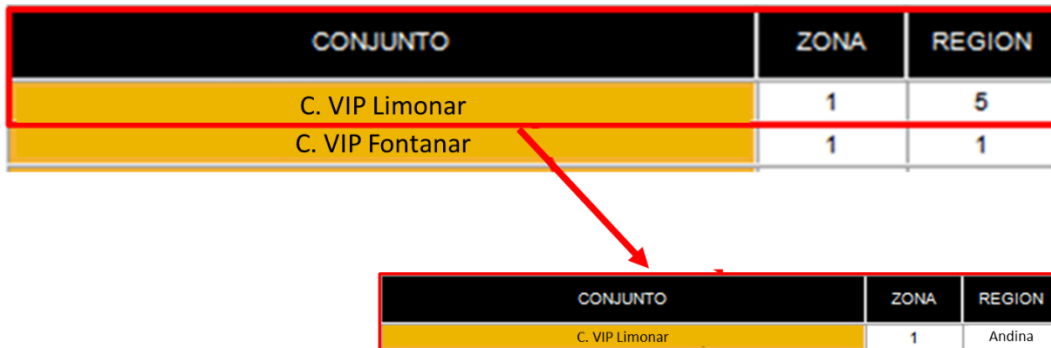 CONJUNTO ZONA REGION
C. VIP Limonar 1 5
C. VIP Fontanar 1 1
CONJUNTO ZONA REGION
C. VIP Limonar 1 Andina